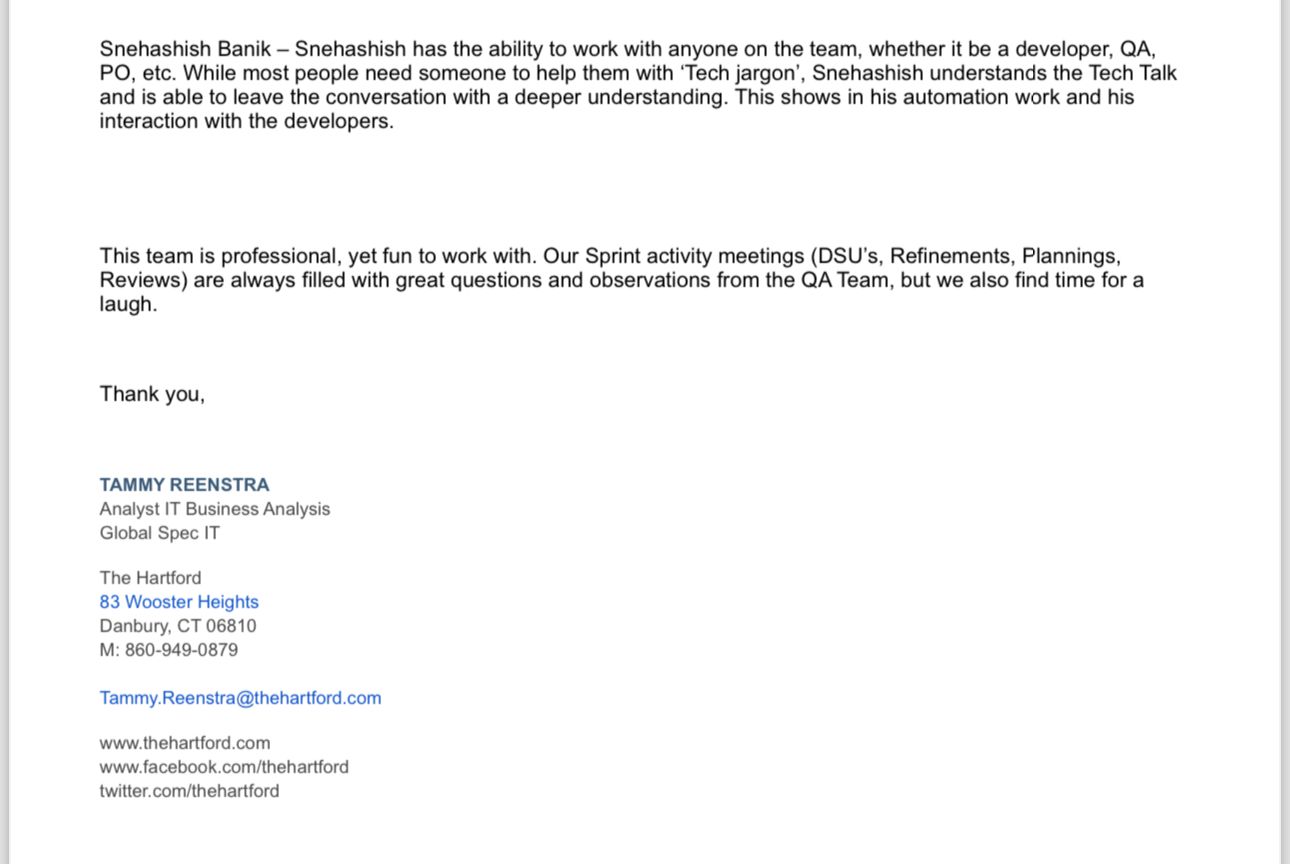 Snehashish Banik – Snehashish has the ability to work with anyone on the team, whether it be a developer, QA,
PO, etc. While most people need someone to help them with ‘Tech jargon’, Snehashish understands the Tech Talk
and is able to leave the conversation with a deeper understanding. This shows in his automation work and his
interaction with the developers.
This team is professional, yet fun to work with. Our Sprint activity meetings (DSU’s, Refinements, Plannings,
Reviews) are always filled with great questions and observations from the QA Team, but we also find time for a
laugh.
Thank you,
TAMMY REENSTRA
Analyst IT Business Analysis
Global Spec IT
The Hartford
83 Wooster Heights
Danbury, CT 06810
M: 860-949-0879
Tammy.Reenstra@thehartford.com
www.thehartford.com
www.facebook.com/thehartford
twitter.com/thehartford